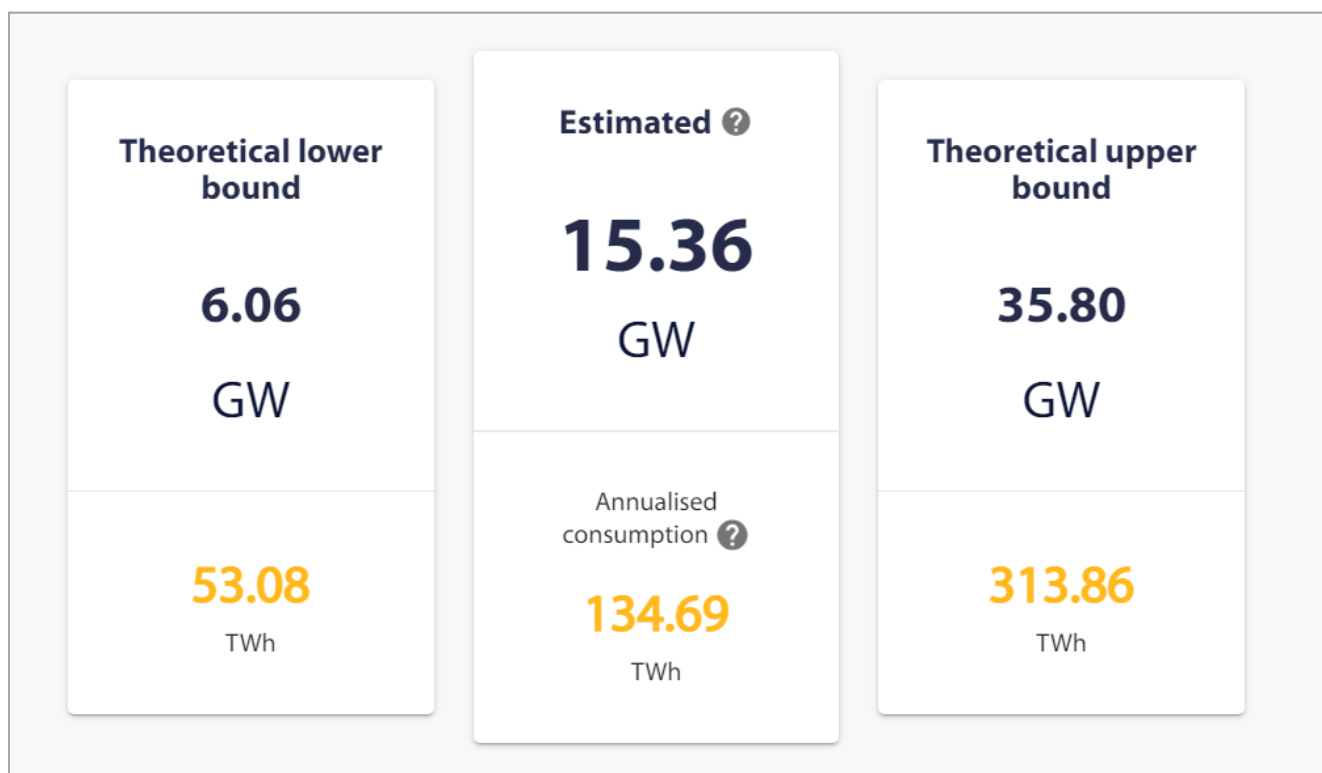 Theoretical lower
bound
6.06
GW
53.08
TWh
Estimated ?
15.36
GW
Annualised
consumption ?
134.69
TWh
Theoretical upper
bound
35.80
GW
313.86
TWh